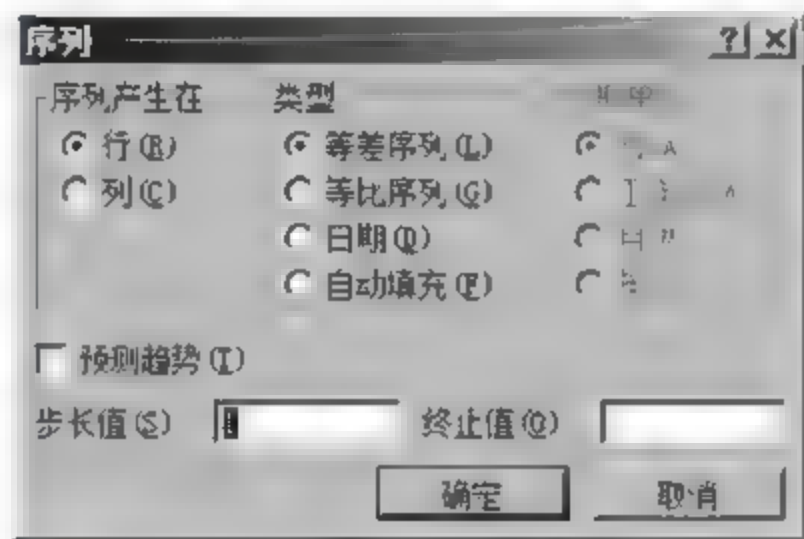 序列 ? ×
序列产生在 类型
行(R) 等差序列(L)
列(C) 等比序列(G)
日期(D)
自动填充(F)
预测趋势(T)
步长值(S) 终止值(O)
确定 取消